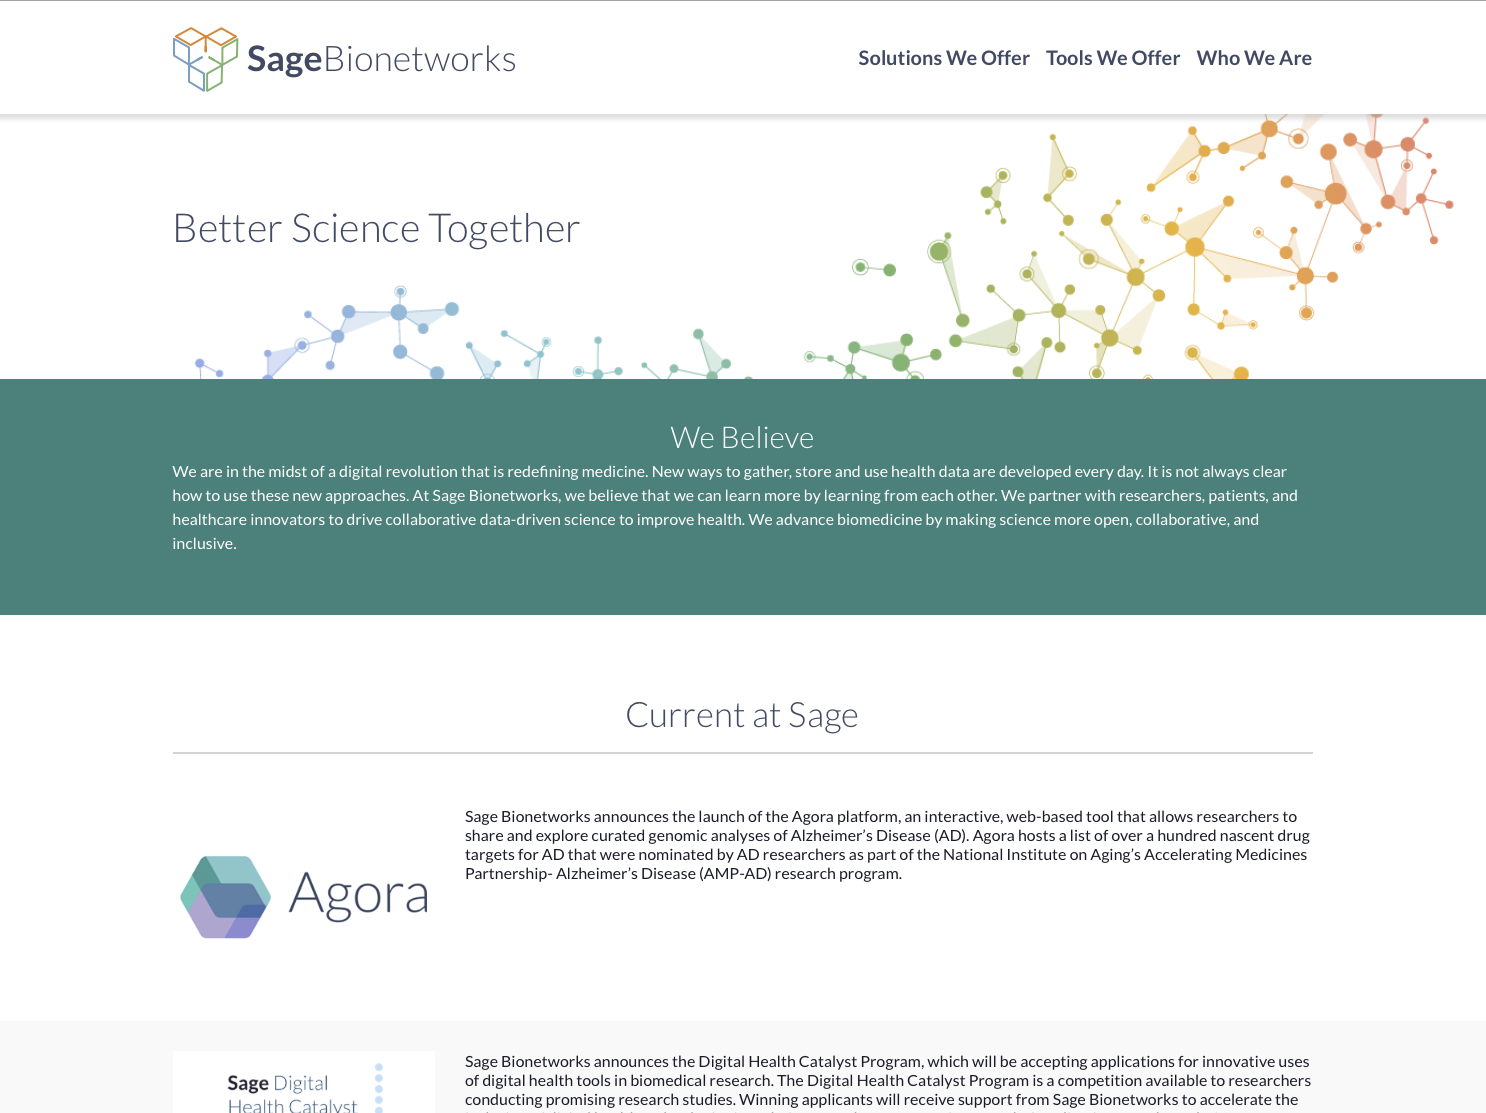 SageBionetworks
Solutions We Offer Tools We Offer Who We Are
Better Science Together
We Believe
We are in the midst of a digital revolution that is redefining medicine. New ways to gather, store and use health data are developed every day. It is not always clear
how to use these new approaches. At Sage Bionetworks, we believe that we can learn more by learning from each other. We partner with researchers, patients, and
healthcare innovators to drive collaborative data-driven science to improve health. We advance biomedicine by making science more open, collaborative, and
inclusive.
Current at Sage
Agora
Sage Bionetworks announces the launch of the Agora platform, an interactive, web-based tool that allows researchers to
share and explore curated genomic analyses of Alzheimer’s Disease (AD). Agora hosts a list of over a hundred nascent drug
targets for AD that were nominated by AD researchers as part of the National Institute on Aging’s Accelerating Medicines
Partnership- Alzheimer’s Disease (AMP-AD) research program.
Sage Digital
Health Catalyst
Sage Bionetworks announces the Digital Health Catalyst Program, which will be accepting applications for innovative uses
of digital health tools in biomedical research. The Digital Health Catalyst Program is a competition available to researchers
conducting promising research studies. Winning applicants will receive support from Sage Bionetworks to accelerate the